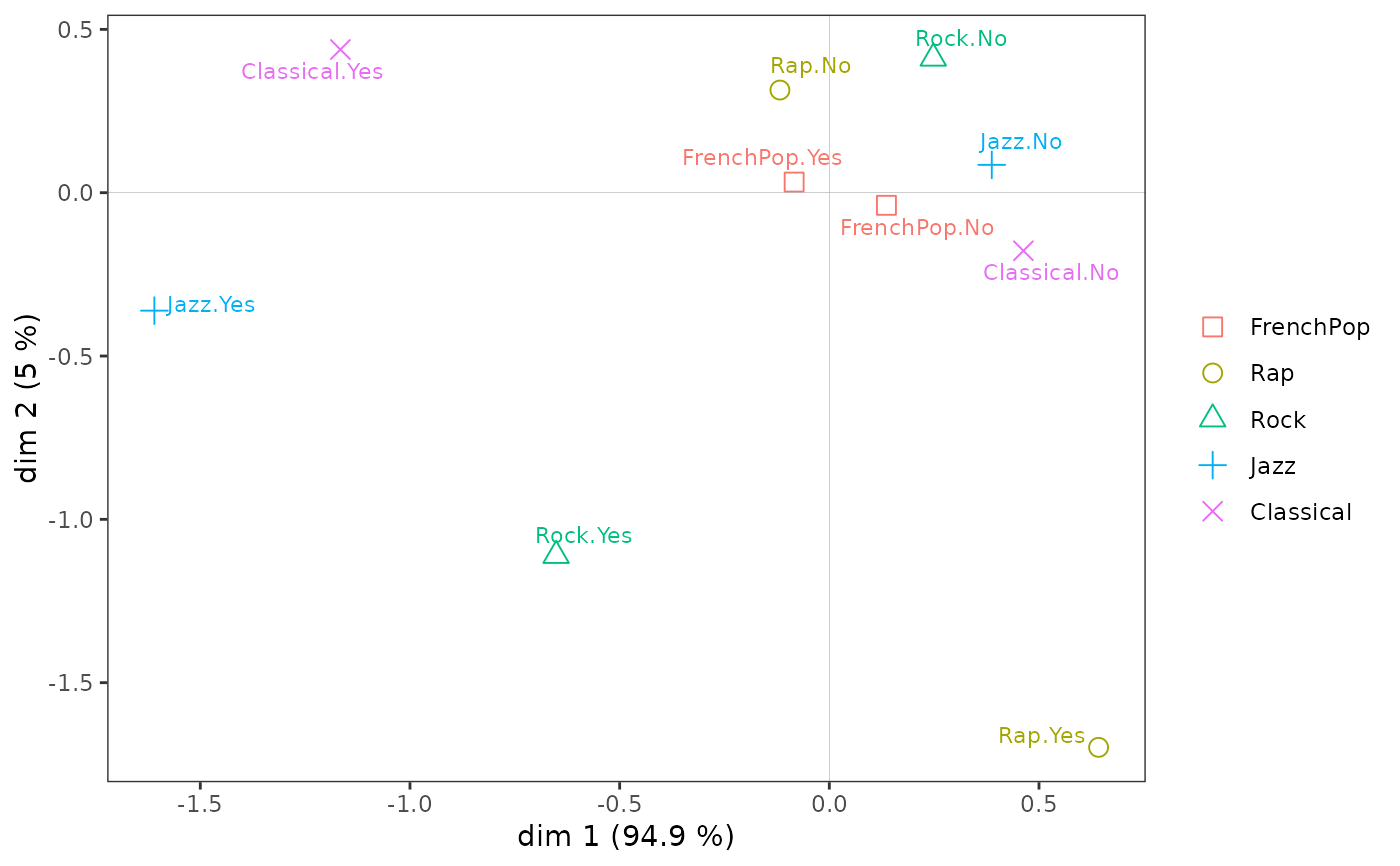 0.5
0.0
-0.5
-1.0
-1.5
dim 2 (5 %)
Rock.No
Rap.No
Classical.Yes
Jazz.No
FrenchPop.Yes
FrenchPop.No
Classical.No
Jazz.Yes
Rock.Yes
Rap.Yes
-1.5
-1.0
-0.5
0.0
0.5
dim 1 (94.9 %)
FrenchPop
Rap
Rock
Jazz
Classical